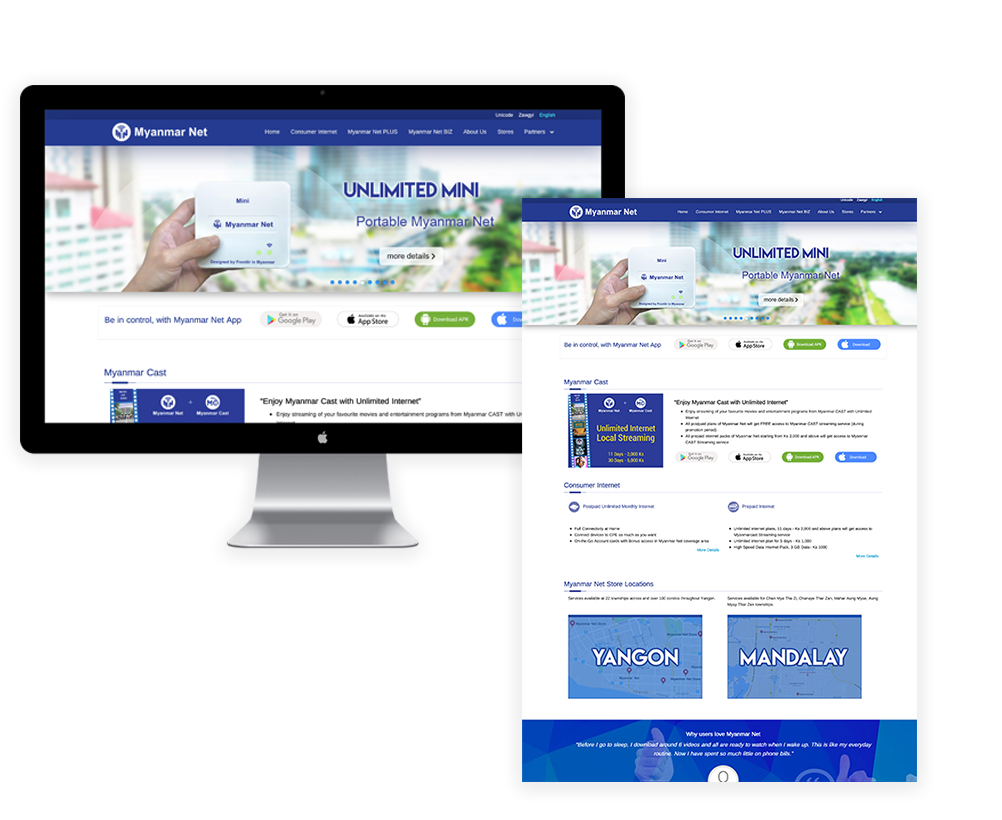 Unicode Zawgyi English
Myanmar Net
Home Consumer Internet Myanmar Net PLUS Myanmar Net BIZ About Us Stores Partners
Mini
Myanmar Net
Designed by Frontiir in Myanmar
UNLIMITED MINI
Portable Myanmar Net
more details
Be in control, with Myanmar Net App
Get it on
Google Play
Available on the
App Store
Download APK
Myanmar Cast
Myanmar Net + Myanmar Cast
"Enjoy Myanmar Cast with Unlimited Internet"
Enjoy streaming of your favourite movies and entertainment programs from Myanmar CAST with
Unicode Zawgyi English
Myanmar Net
Home Consumer Internet Myanmar Net PLUS Myanmar Net BIZ About Us Stores Partners
Mini
Myanmar Net
Designed by Frontiir in Myanmar
UNLIMITED MINI
Portable Myanmar Net
more details
Be in control, with Myanmar Net App
Get it on
Google Play
Available on the
App Store
Download APK
Download
Myanmar Cast
Myanmar Net + Myanmar Cast
Unlimited Internet
Local Streaming
11 Days - 2,000 Ks
30 Days - 5,000 Ks
"Enjoy Myanmar Cast with Unlimited Internet"
Enjoy streaming of your favourite movies and entertainment programs from Myanmar CAST with Unlimited
Internet
All postpaid plans of Myanmar Net will get FREE access to Myanmar CAST streaming service (during
promotion period)
All prepaid internet packs of Myanmar Net starting from Ks 2,000 and above will get access to Myanmar
CAST Streaming service
Get it on
Google Play
Available on the
App Store
Download APK
Download
Consumer Internet
Postpaid Unlimited Monthly Internet
Full Connectivity at Home
Connect devices to CPE as much as you want
On-the-Go Account cards with Bonus access in Myanmar Net coverage area
More Details
Prepaid Internet
Unlimited internet plans, 11 days - Ks 2,000 and above plans will get access to
Myanmarcast Streaming service
Unlimited internet plan for 5 days - Ks 1,000
High Speed Data Internet Pack, 3 GB Data- Ks 1000
More Details
Myanmar Net Store Locations
Services available at 22 townships across and over 180 condos throughout Yangon.
YANGON
Services available for Chan Mya Tha Zi, Chanaye Thar Zan, Mahar Aung Myae, Aung
Myay Thar Zan townships.
MANDALAY
Why users love Myanmar Net
"Before I go to sleep, I download around 6 videos and all are ready to watch when I wake up. This is like my everyday
routine. Now I have spent so much little on phone bills."